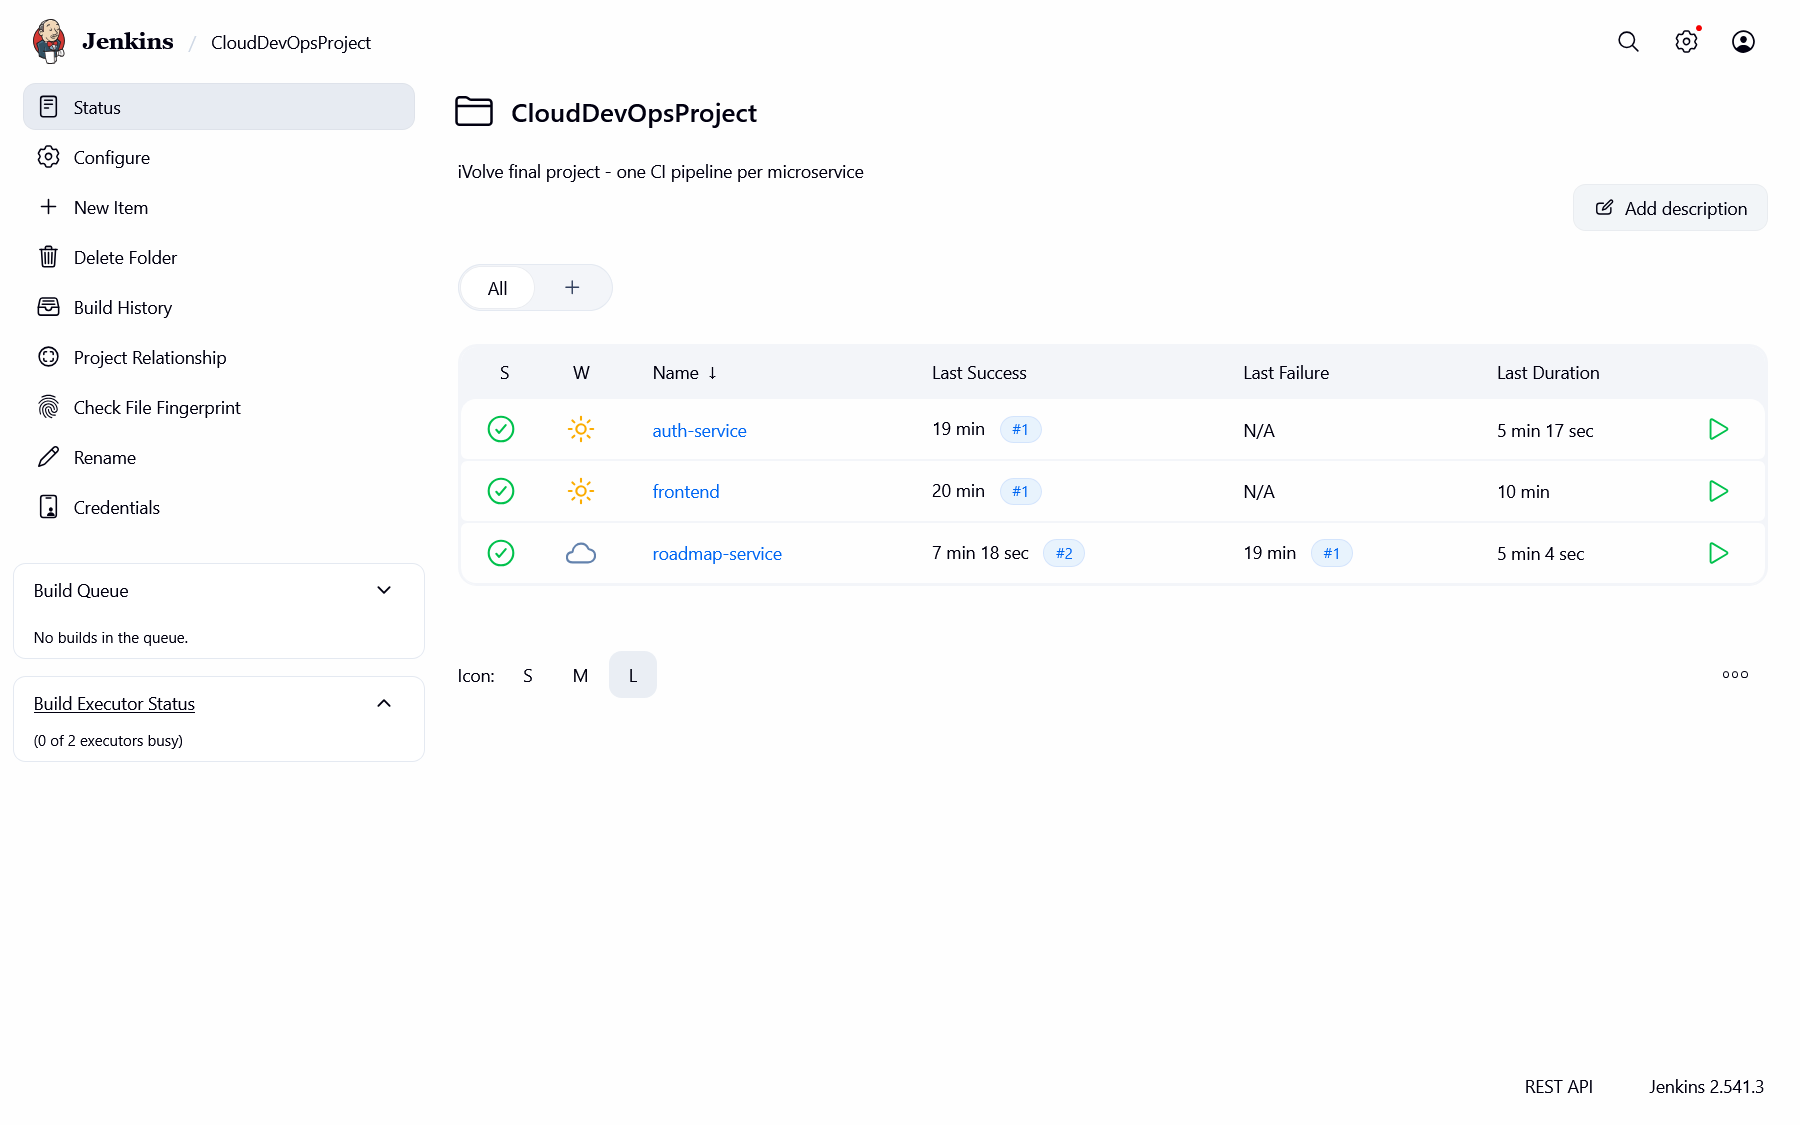 Jenkins / CloudDevOpsProject
Status
Configure
New Item
Delete Folder
Build History
Project Relationship
Check File Fingerprint
Rename
Credentials
Build Queue
No builds in the queue.
Build Executor Status
(0 of 2 executors busy)
CloudDevOpsProject
iVolve final project - one CI pipeline per microservice
Add description
All +
S W Name ↓ Last Success Last Failure Last Duration
auth-service 19 min #1 N/A 5 min 17 sec
frontend 20 min #1 N/A 10 min
roadmap-service 7 min 18 sec #2 19 min #1 5 min 4 sec
Icon: S M L
REST API Jenkins 2.541.3